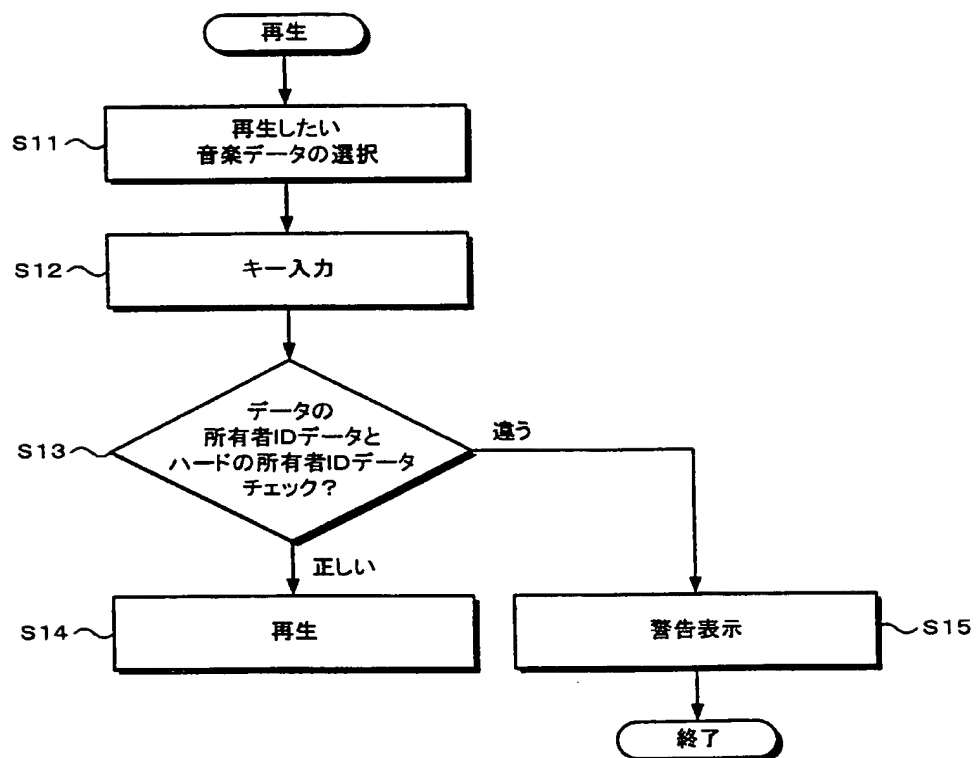 再生
S11
再生したい
音楽データの選択
S12
キー入力
S13
データの
所有者IDデータと
ハードの所有者IDデータ
チェック?
違う
正しい
S14
再生
警告表示
S15
終了